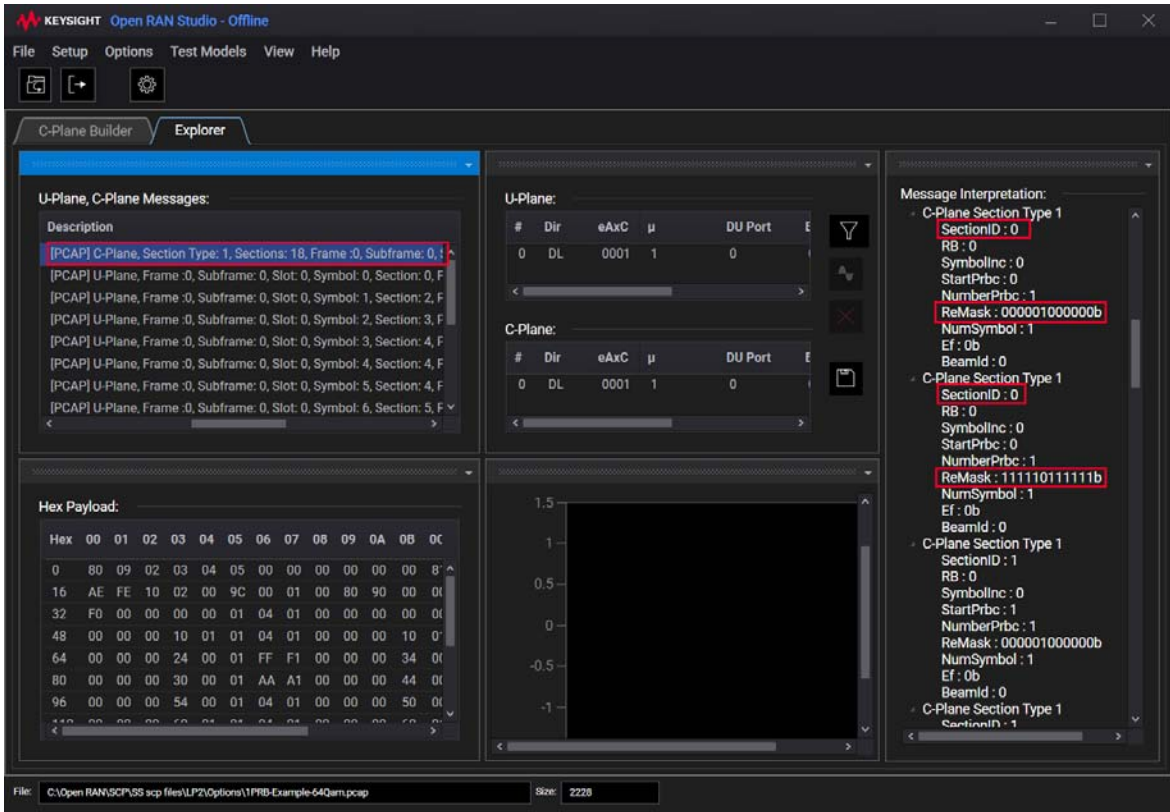 KEYSIGHT Open RAN Studio - Offline
File Setup Options Test Models View Help
C-Plane Builder Explorer
U-Plane, C-Plane Messages:
Description
[PCAP] C-Plane, Section Type: 1, Sections: 18, Frame :0, Subframe: 0,
[PCAP] U-Plane, Frame :0, Subframe: 0, Slot: 0, Symbol: 0, Section: 0, F
[PCAP] U-Plane, Frame :0, Subframe: 0, Slot: 0, Symbol: 1, Section: 2, F
[PCAP] U-Plane, Frame :0, Subframe: 0, Slot: 0, Symbol: 2, Section: 3, F
[PCAP] U-Plane, Frame :0, Subframe: 0, Slot: 0, Symbol: 3, Section: 4, F
[PCAP] U-Plane, Frame :0, Subframe: 0, Slot: 0, Symbol: 4, Section: 4, F
[PCAP] U-Plane, Frame :0, Subframe: 0, Slot: 0, Symbol: 5, Section: 4, F
[PCAP] U-Plane, Frame :0, Subframe: 0, Slot: 0, Symbol: 6, Section: 5, F
U-Plane:
# Dir eAxC µ DU Port
0 DL 0001 1 0
C-Plane:
# Dir eAxC µ DU Port
0 DL 0001 1 0
Message Interpretation:
C-Plane Section Type 1
SectionID : 0
RB : 0
SymbolInc : 0
StartPrbc : 0
NumberPrbc : 1
ReMask : 000001000000b
NumSymbol : 1
Ef : 0b
BeamId : 0
C-Plane Section Type 1
SectionID : 0
RB : 0
SymbolInc : 0
StartPrbc : 0
NumberPrbc : 1
ReMask : 111110111111b
NumSymbol : 1
Ef : 0b
BeamId : 0
C-Plane Section Type 1
SectionID : 1
RB : 0
SymbolInc : 0
StartPrbc : 1
NumberPrbc : 1
ReMask : 000001000000b
NumSymbol : 1
Ef : 0b
BeamId : 0
C-Plane Section Type 1
SectionID : 1
Hex Payload:
Hex 00 01 02 03 04 05 06 07 08 09 0A 0B 0C
0 80 09 02 03 04 05 00 00 00 00 00 00
16 AE FE 10 02 00 9C 00 01 00 80 90 00
32 F0 00 00 00 00 01 04 01 00 00 00 00
48 00 00 00 10 01 01 04 01 00 00 00 10
64 00 00 00 24 00 01 FF F1 00 00 00 34
80 00 00 00 30 00 01 AA A1 00 00 00 44
96 00 00 00 54 00 01 04 01 00 00 00 50
1.5
1
0.5
0
-0.5
-1
File: C:\Open RAN\SCP\SS scp files\LP2\Options\1PRB-Example-64Qam.pcap Size: 2228